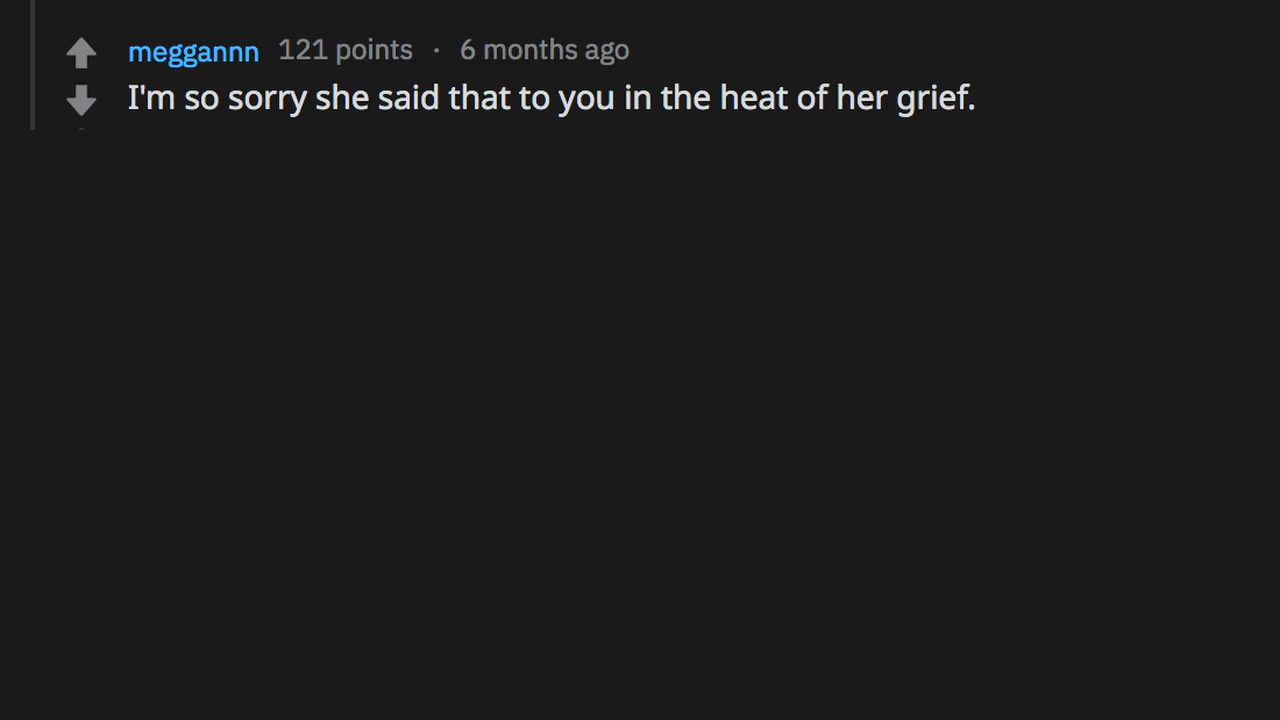 meggannn 121 points · 6 months ago
I'm so sorry she said that to you in the heat of her grief.